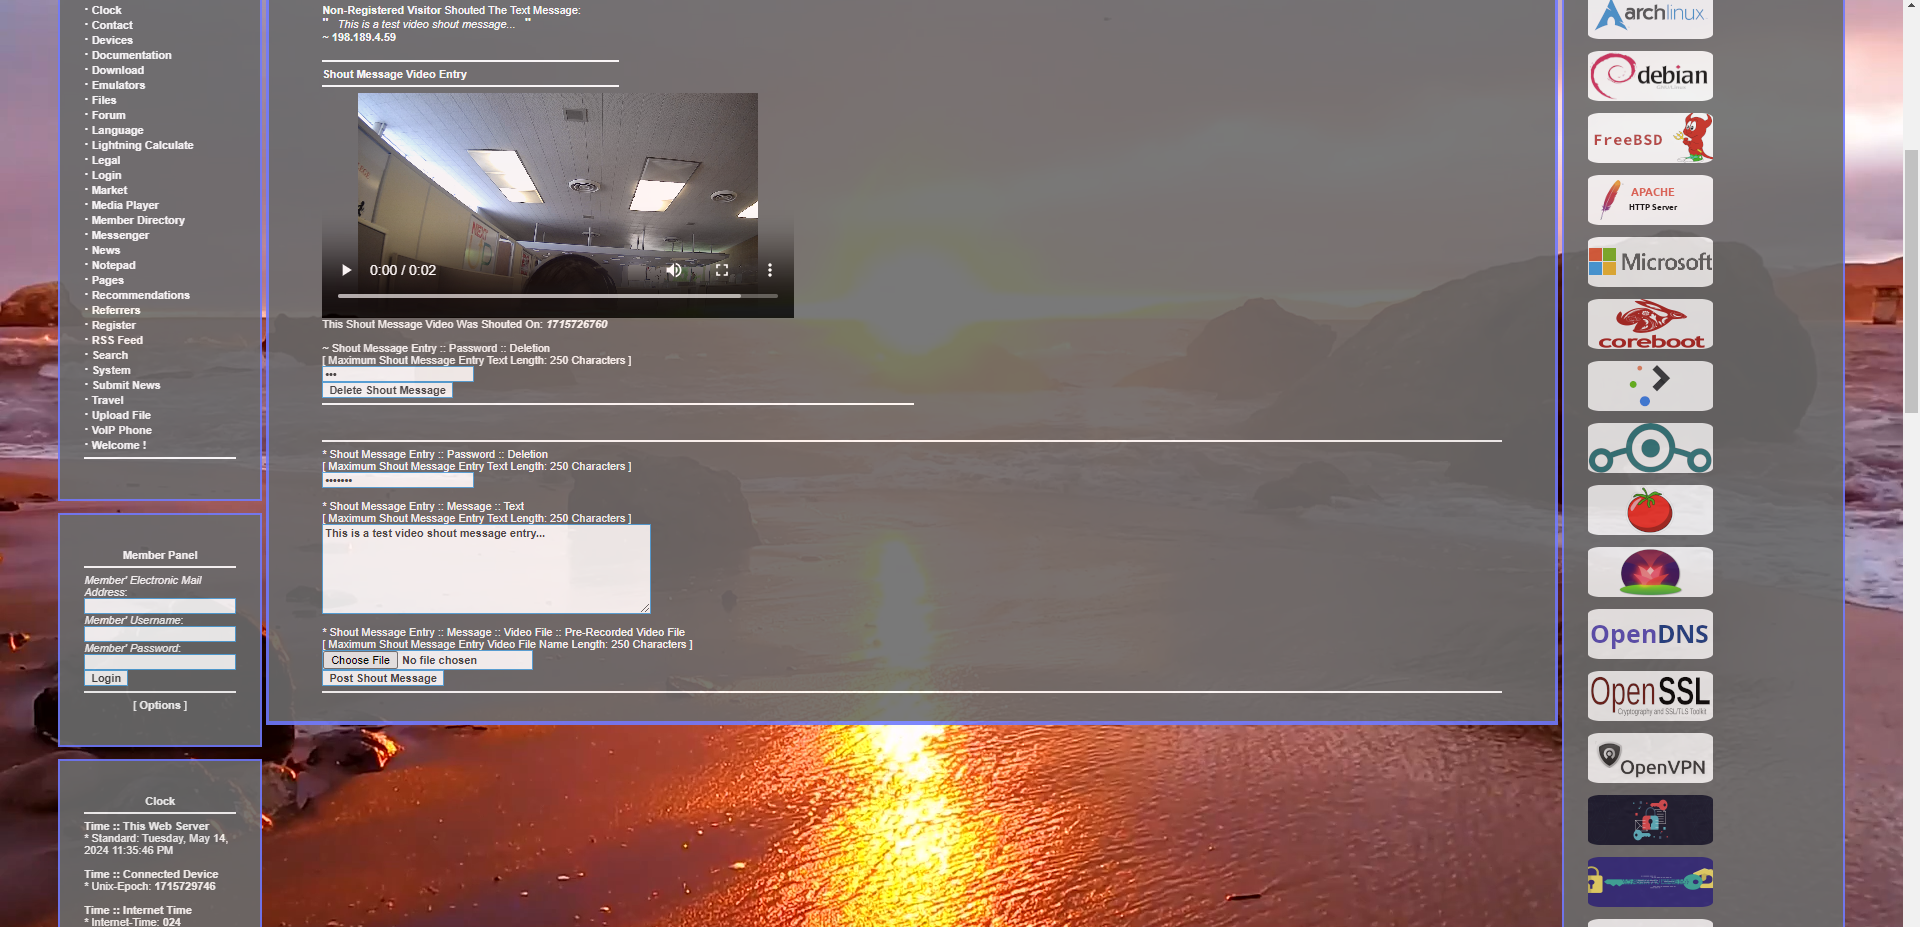 · Clock
· Contact
· Devices
· Documentation
· Download
· Emulators
· Files
· Forum
· Language
· Lightning Calculate
· Legal
· Login
· Market
· Media Player
· Member Directory
· Messenger
· News
· Notepad
· Pages
· Recommendations
· Referrers
· Register
· RSS Feed
· Search
· System
· Submit News
· Travel
· Upload File
· VoIP Phone
· Welcome !
Member Panel
Member' Electronic Mail
Address:
Member' Username:
Member' Password:
Login
[ Options ]
Clock
Time :: This Web Server
* Standard: Tuesday, May 14,
2024 11:35:46 PM
Time :: Connected Device
* Unix-Epoch: 1715729746
Time :: Internet Time
* Internet-Time: 024
Non-Registered Visitor Shouted The Text Message:
" This is a test video shout message... "
~ 198.189.4.59
Shout Message Video Entry
NEXT
0:00 / 0:02
This Shout Message Video Was Shouted On: 1715726760
~ Shout Message Entry :: Password :: Deletion
[ Maximum Shout Message Entry Text Length: 250 Characters ]
•••
Delete Shout Message
* Shout Message Entry :: Password :: Deletion
[ Maximum Shout Message Entry Text Length: 250 Characters ]
•••••••
* Shout Message Entry :: Message :: Text
[ Maximum Shout Message Entry Text Length: 250 Characters ]
This is a test video shout message entry...
* Shout Message Entry :: Message :: Video File :: Pre-Recorded Video File
[ Maximum Shout Message Entry Video File Name Length: 250 Characters ]
Choose File No file chosen
Post Shout Message
archlinux
debian
FreeBSD
APACHE
HTTP Server
Microsoft
coreboot
OpenDNS
OpenSSL
Cryptography and SSL/TLS Toolkit
OpenVPN